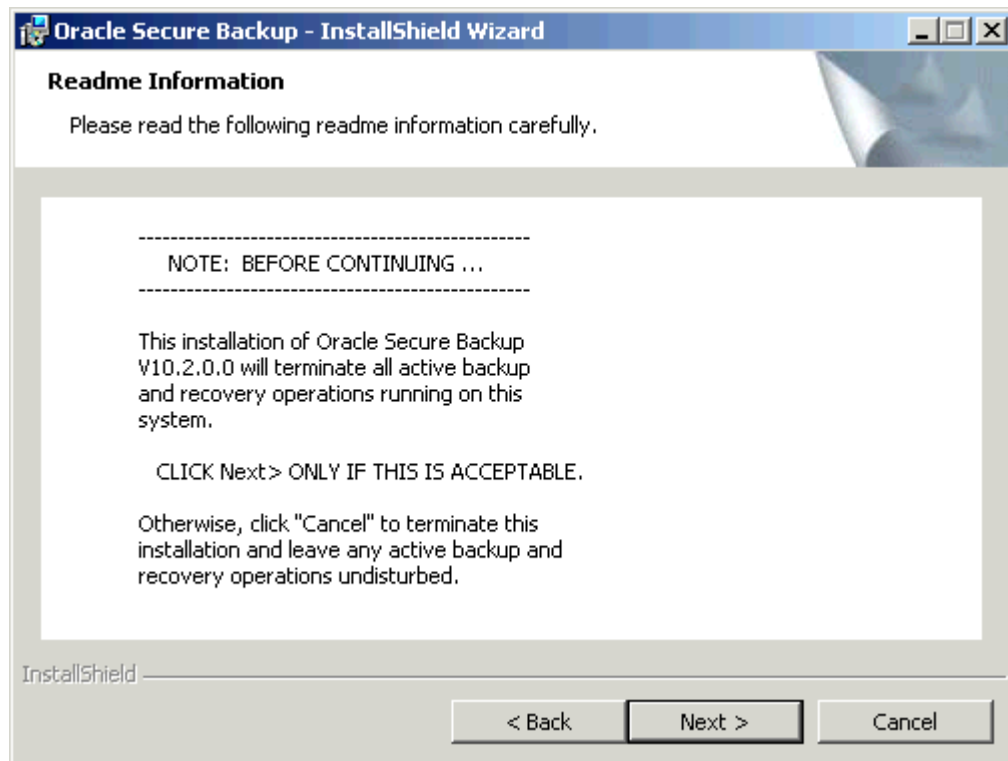 Oracle Secure Backup - InstallShield Wizard
Readme Information
Please read the following readme information carefully.
-------------------------------------------------
NOTE: BEFORE CONTINUING ...
-------------------------------------------------
This installation of Oracle Secure Backup
V10.2.0.0 will terminate all active backup
and recovery operations running on this
system.
CLICK Next> ONLY IF THIS IS ACCEPTABLE.
Otherwise, click "Cancel" to terminate this
installation and leave any active backup and
recovery operations undisturbed.
InstallShield
< Back
Next >
Cancel